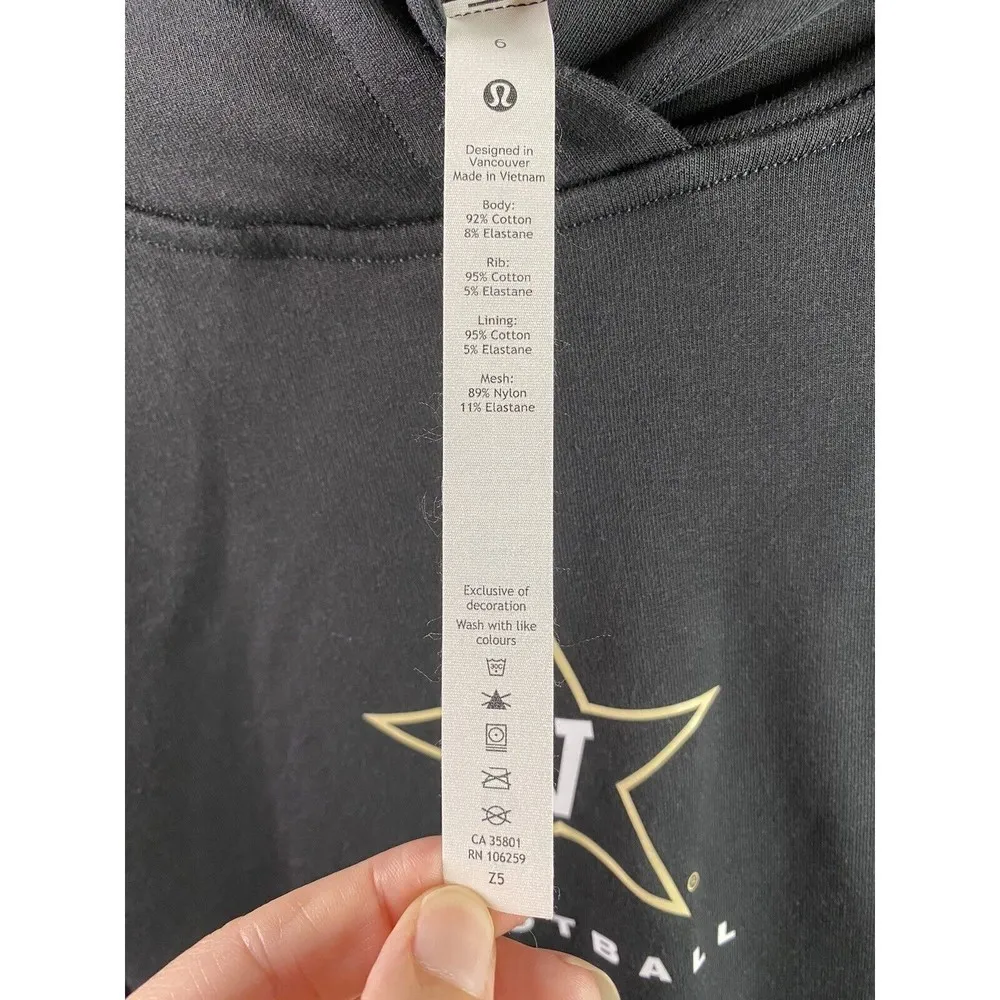 6
Designed in
Vancouver
Made in Vietnam
Body:
92% Cotton
8% Elastane
Rib:
95% Cotton
5% Elastane
Lining:
95% Cotton
5% Elastane
Mesh:
89% Nylon
11% Elastane
Exclusive of
decoration
Wash with like
colours
30C
CA 35801
RN 106259
Z5
®
OTBALL